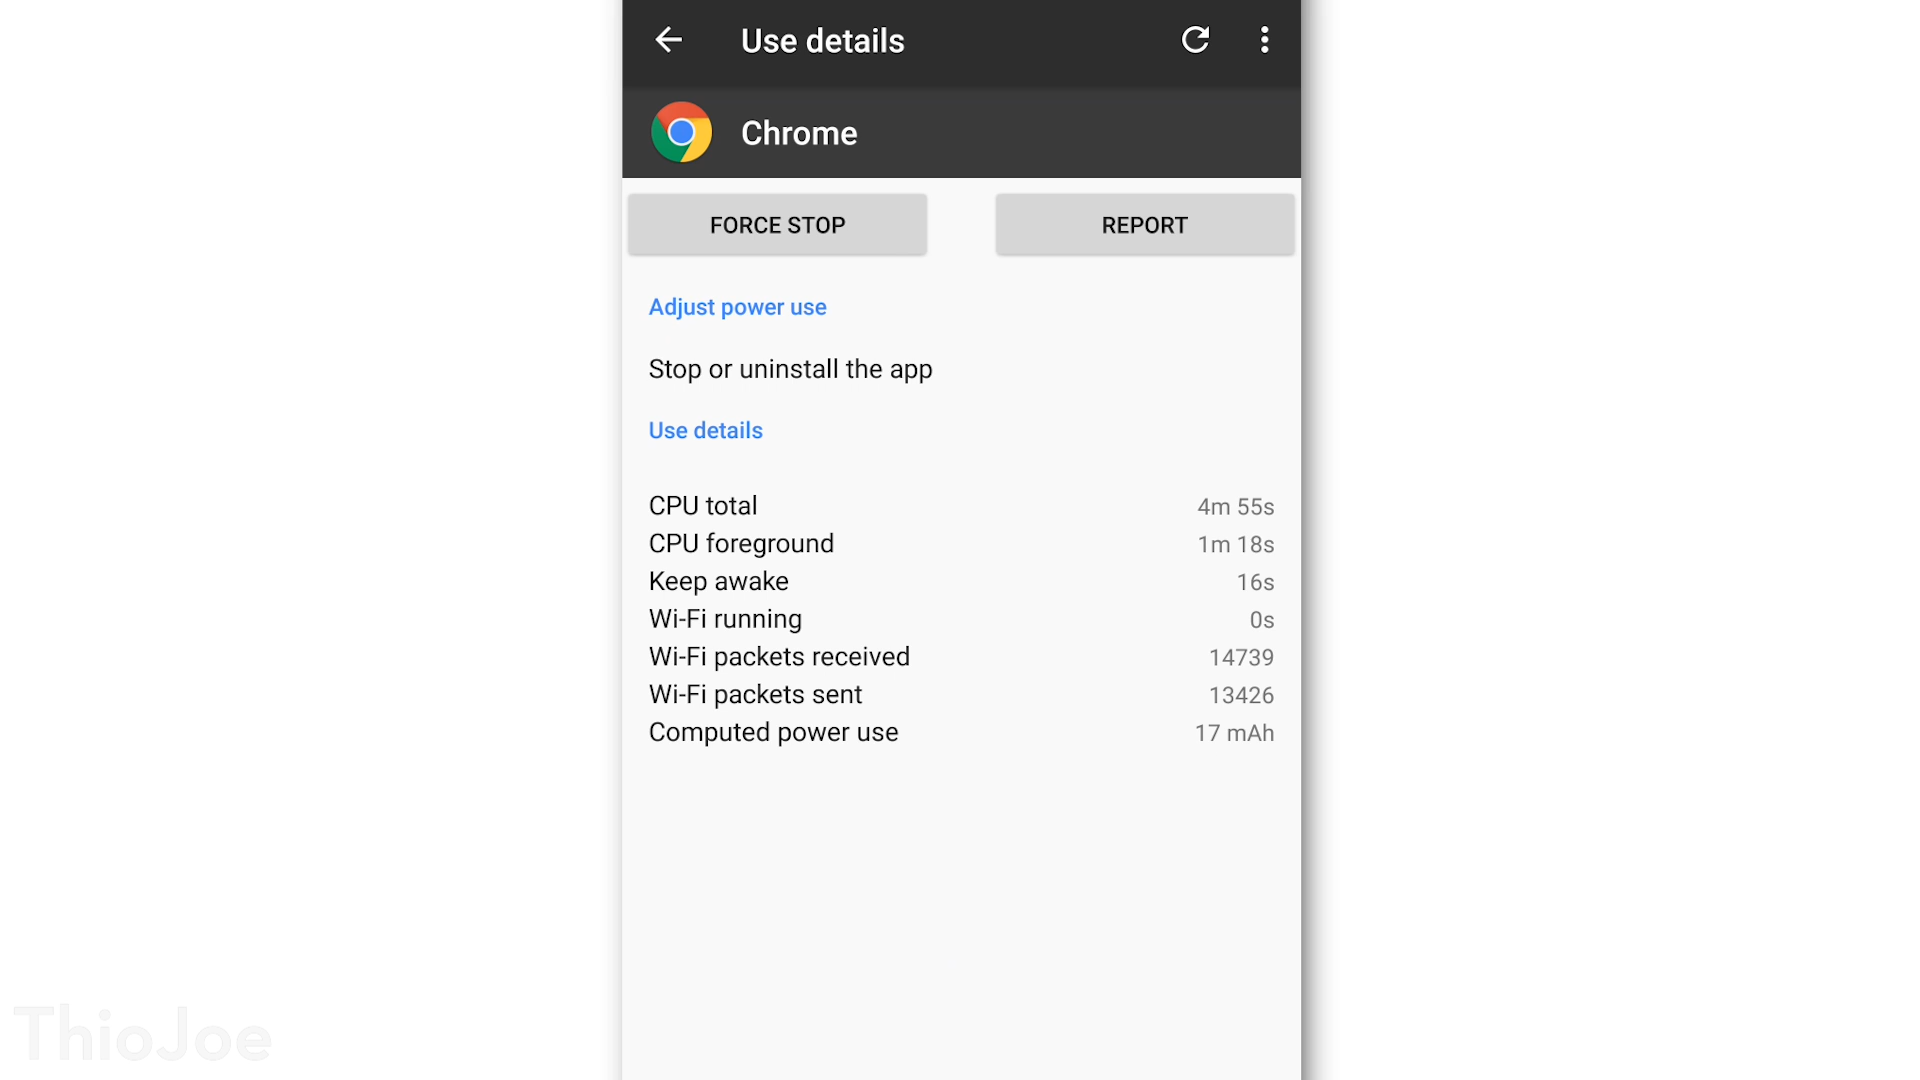 Use details
Chrome
FORCE STOP
REPORT
Adjust power use
Stop or uninstall the app
Use details
CPU total 4m 55s
CPU foreground 1m 18s
Keep awake 16s
Wi-Fi running 0s
Wi-Fi packets received 14739
Wi-Fi packets sent 13426
Computed power use 17 mAh
ThioJoe